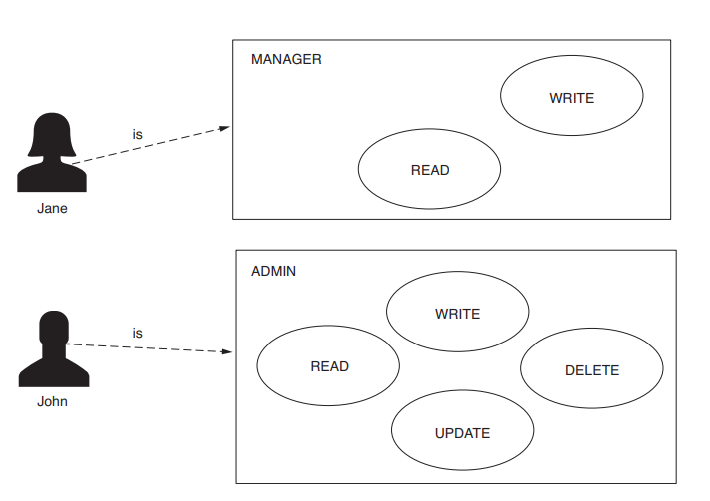 MANAGER
WRITE
is
READ
Jane
ADMIN
WRITE
is
READ
DELETE
John
UPDATE